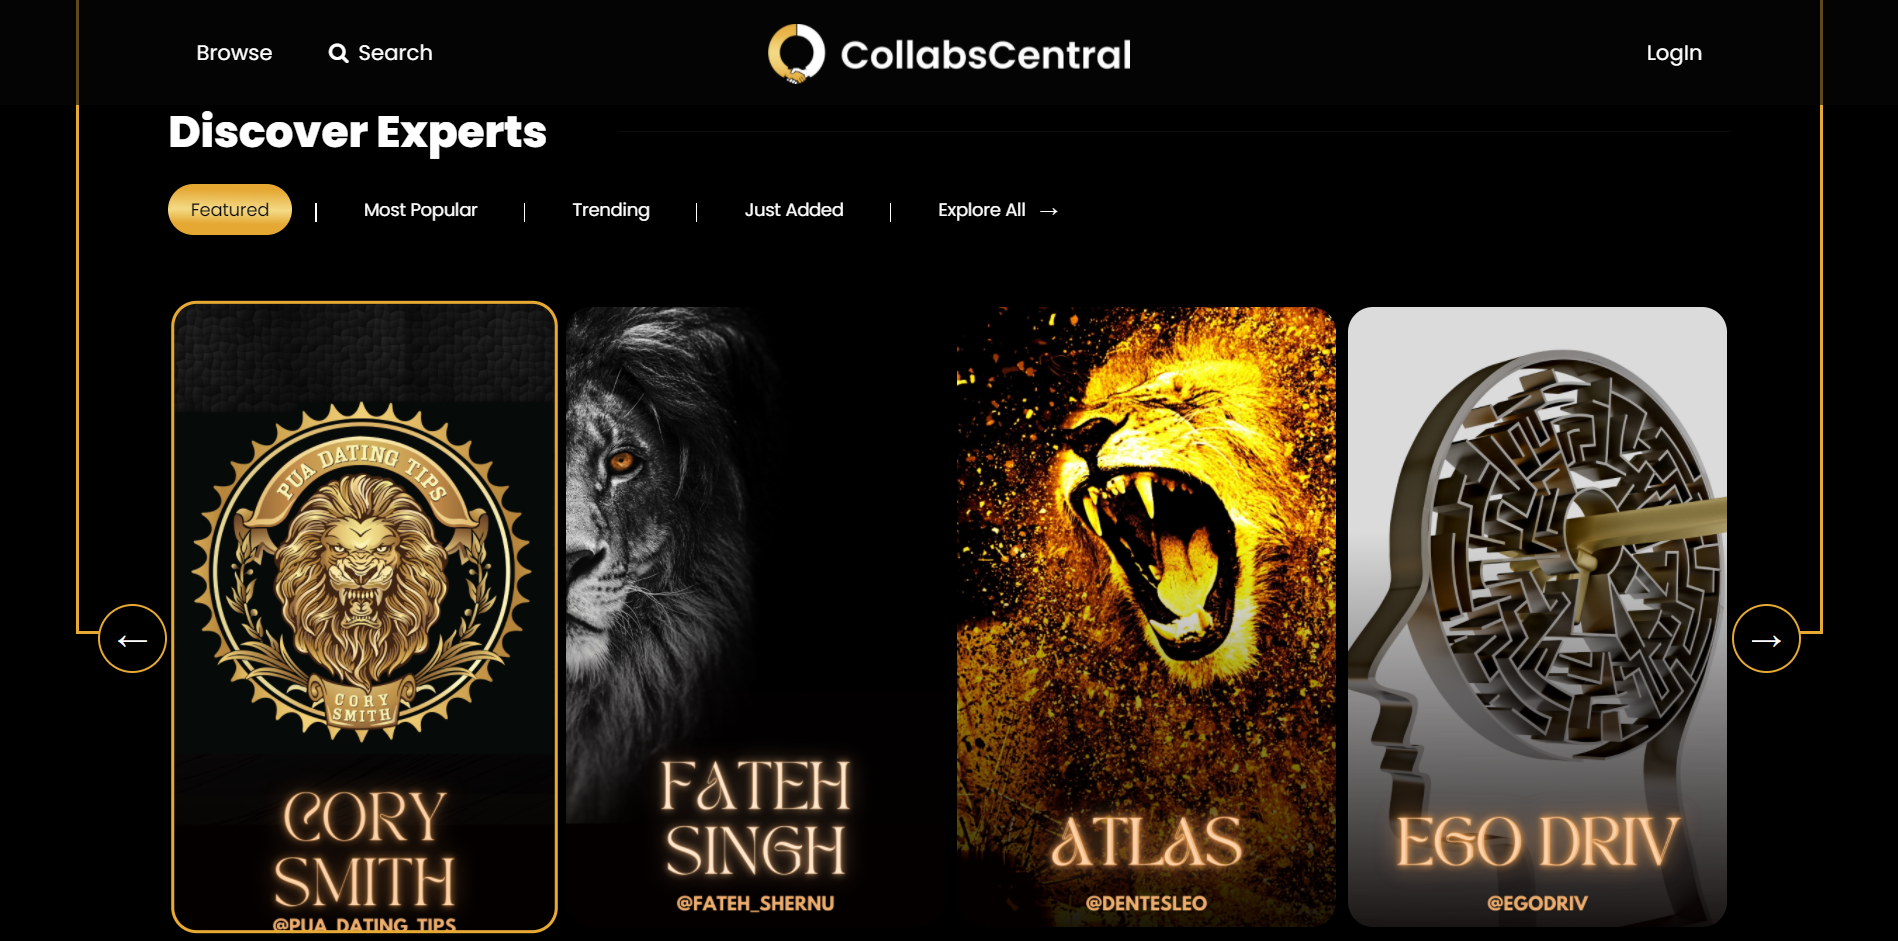 Browse
Search
CollabsCentral
LogIn
Discover Experts
Featured
Most Popular
Trending
Just Added
Explore All →
PUA DATING TIPS
CORY
SMITH
CORY
SMITH
@PUA_DATING_TIPS
FATEH
SINGH
@FATEH_SHERNU
ATLAS
@DENTESLEO
EGO DRIV
@EGODRIV